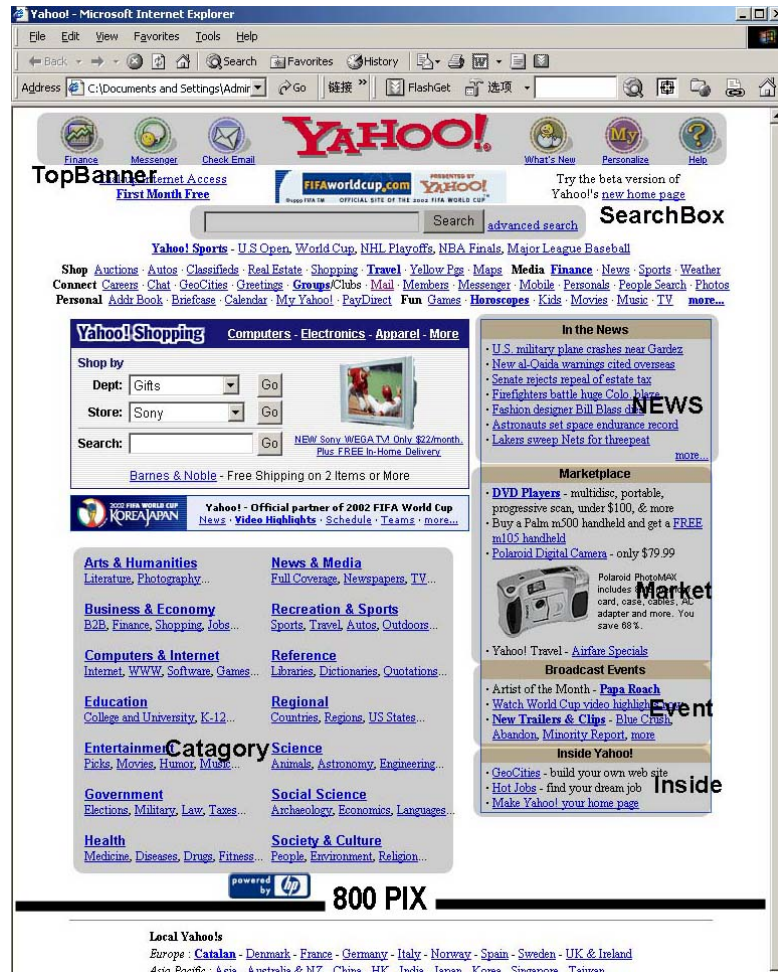 Yahoo! - Microsoft Internet Explorer
File Edit View Favorites Tools Help
Back Search Favorites History
Address C:\Documents and Settings\Admir Go 链接 » FlashGet 选项
Finance Messenger Check Email YAHOO! What's New Personalize Help
TopBanner
Internet Access
First Month Free
FIFAworldcup.com PRESENTED BY YAHOO!
OFFICIAL SITE OF THE 2002 FIFA WORLD CUP
Try the beta version of
Yahoo!'s new home page
Search advanced search SearchBox
Yahoo! Sports - U.S Open, World Cup, NHL Playoffs, NBA Finals, Major League Baseball
Shop Auctions · Autos · Classifieds · Real Estate · Shopping · Travel · Yellow Pgs · Maps Media Finance · News · Sports · Weather
Connect Careers · Chat · GeoCities · Greetings · Groups/Clubs · Mail · Members · Messenger · Mobile · Personals · People Search · Photos
Personal Addr Book · Briefcase · Calendar · My Yahoo! · PayDirect Fun Games · Horoscopes · Kids · Movies · Music · TV more...
Yahoo! Shopping Computers - Electronics - Apparel - More
Shop by
Dept: Gifts Go
Store: Sony Go
Search: Go
NEW Sony WEGA TV! Only $22/month.
Plus FREE In-Home Delivery
Barnes & Noble - Free Shipping on 2 Items or More
2002 FIFA WORLD CUP
KOREA JAPAN
Yahoo! - Official partner of 2002 FIFA World Cup
News · Video Highlights · Schedule · Teams · more...
Arts & Humanities
Literature, Photography...
News & Media
Full Coverage, Newspapers, TV...
Business & Economy
B2B, Finance, Shopping, Jobs...
Recreation & Sports
Sports, Travel, Autos, Outdoors...
Computers & Internet
Internet, WWW, Software, Games...
Reference
Libraries, Dictionaries, Quotations...
Education
College and University, K-12...
Regional
Countries, Regions, US States...
Entertainment
Picks, Movies, Humor, Music...
Catagory
Science
Animals, Astronomy, Engineering...
Government
Elections, Military, Law, Taxes...
Social Science
Archaeology, Economics, Languages...
Health
Medicine, Diseases, Drugs, Fitness...
Society & Culture
People, Environment, Religion...
In the News
· U.S. military plane crashes near Gardez
· New al-Qaida warnings cited overseas
· Senate rejects repeal of estate tax
· Firefighters battle huge Colo. blaze
· Fashion designer Bill Blass
NEWS
· Astronauts set space endurance record
· Lakers sweep Nets for threepeat
more...
Marketplace
· DVD Players - multidisc, portable,
progressive scan, under $100, & more
· Buy a Palm m500 handheld and get a FREE
m105 handheld
· Polaroid Digital Camera - only $79.99
Polaroid PhotoMAX
includes
card, case, cables, AC
adapter and more. You
save 68%.
Market
· Yahoo! Travel - Airfare Specials
Broadcast Events
· Artist of the Month - Papa Roach
· Watch World Cup video highlights
Event
· New Trailers & Clips - Blue Crush,
Abandon, Minority Report, more
Inside Yahoo!
· GeoCities - build your own web site
· Hot Jobs - find your dream job
Inside
· Make Yahoo! your home page
powered by hp
800 PIX
Local Yahoo!s
Europe : Catalan - Denmark - France - Germany - Italy - Norway - Spain - Sweden - UK & Ireland
Asia Pacific : Asia - Australia & NZ - China - HK - India - Japan - Korea - Singapore - Taiwan